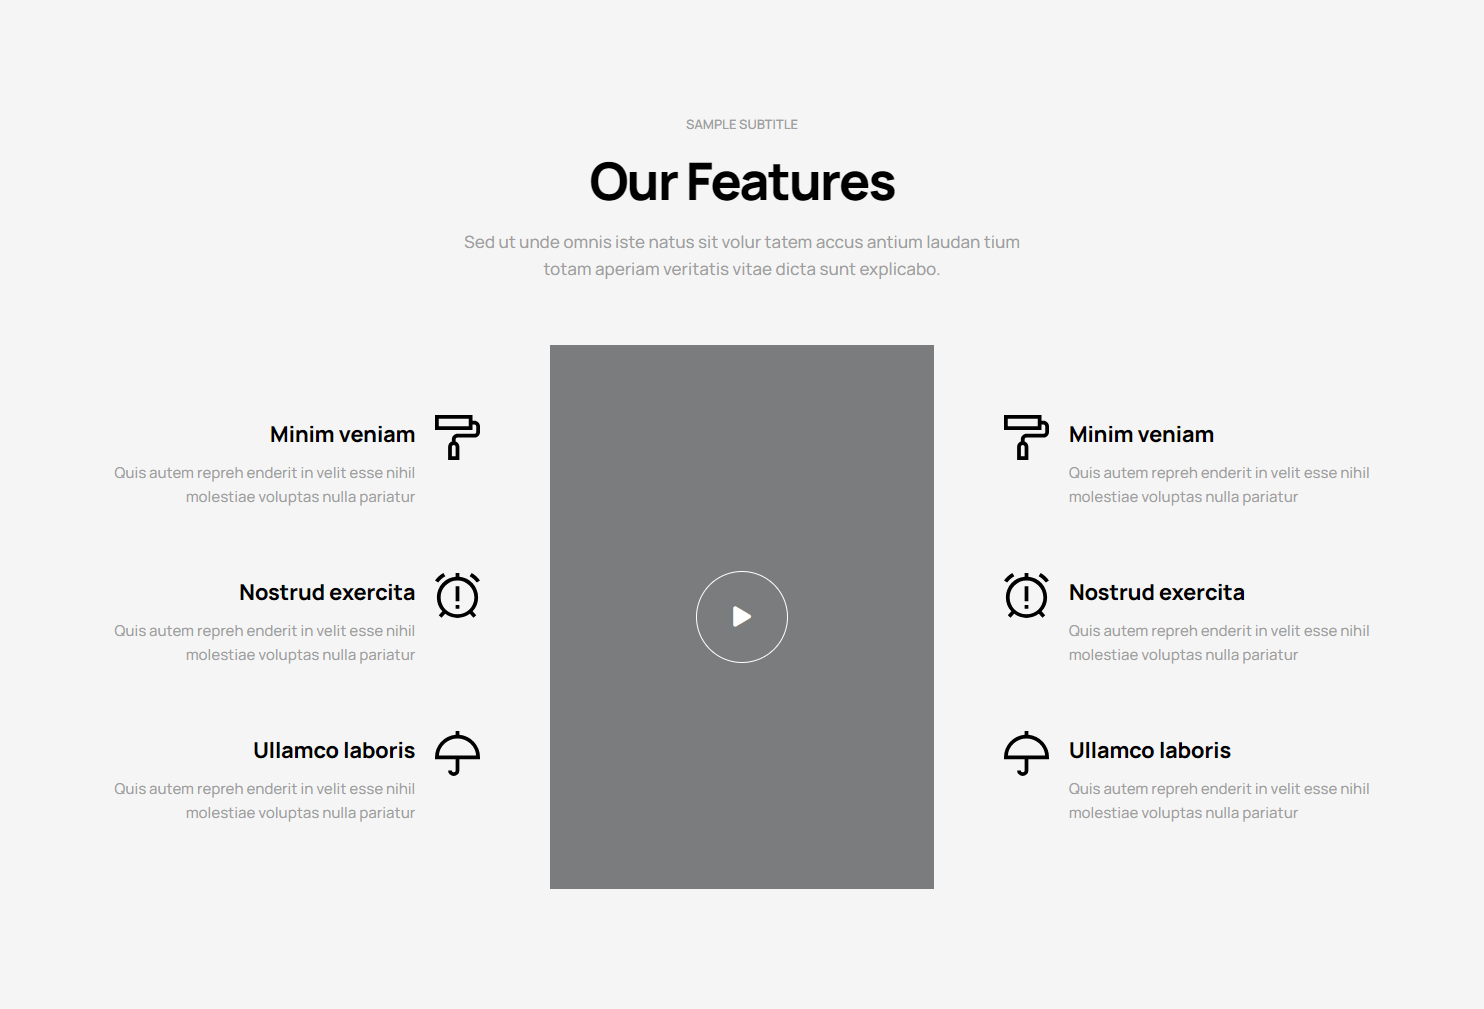 SAMPLE SUBTITLE
Our Features
Sed ut unde omnis iste natus sit volur tatem accus antium laudan tium
totam aperiam veritatis vitae dicta sunt explicabo.
Minim veniam
Quis autem repreh enderit in velit esse nihil
molestiae voluptas nulla pariatur
Nostrud exercita
Quis autem repreh enderit in velit esse nihil
molestiae voluptas nulla pariatur
Ullamco laboris
Quis autem repreh enderit in velit esse nihil
molestiae voluptas nulla pariatur
Minim veniam
Quis autem repreh enderit in velit esse nihil
molestiae voluptas nulla pariatur
Nostrud exercita
Quis autem repreh enderit in velit esse nihil
molestiae voluptas nulla pariatur
Ullamco laboris
Quis autem repreh enderit in velit esse nihil
molestiae voluptas nulla pariatur